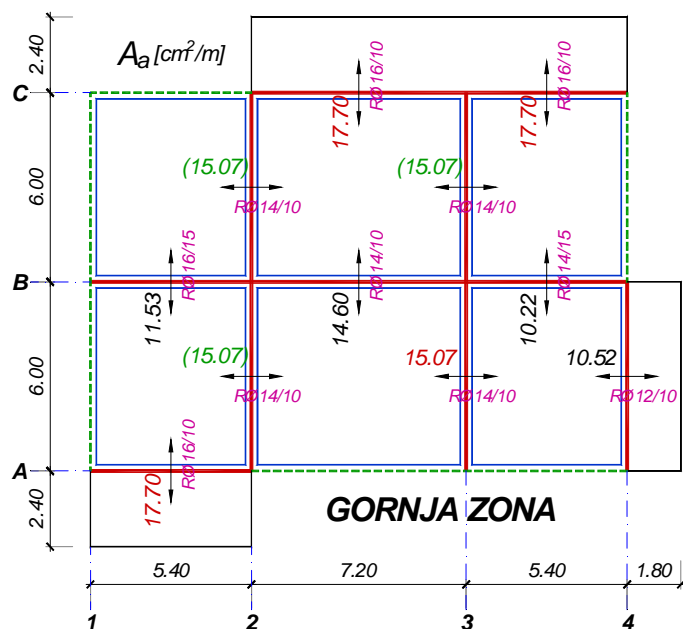 2.40
A_a [cm²/m]
RØ16/10
RØ16/10
C
17.70
17.70
6.00
(15.07)
(15.07)
RØ14/10
RØ14/10
RØ16/15
RØ14/10
RØ14/15
B
11.53
14.60
10.22
6.00
(15.07)
15.07
10.52
RØ14/10
RØ14/10
RØ12/10
RØ16/10
A
17.70
2.40
GORNJA ZONA
5.40
7.20
5.40
1.80
1
2
3
4